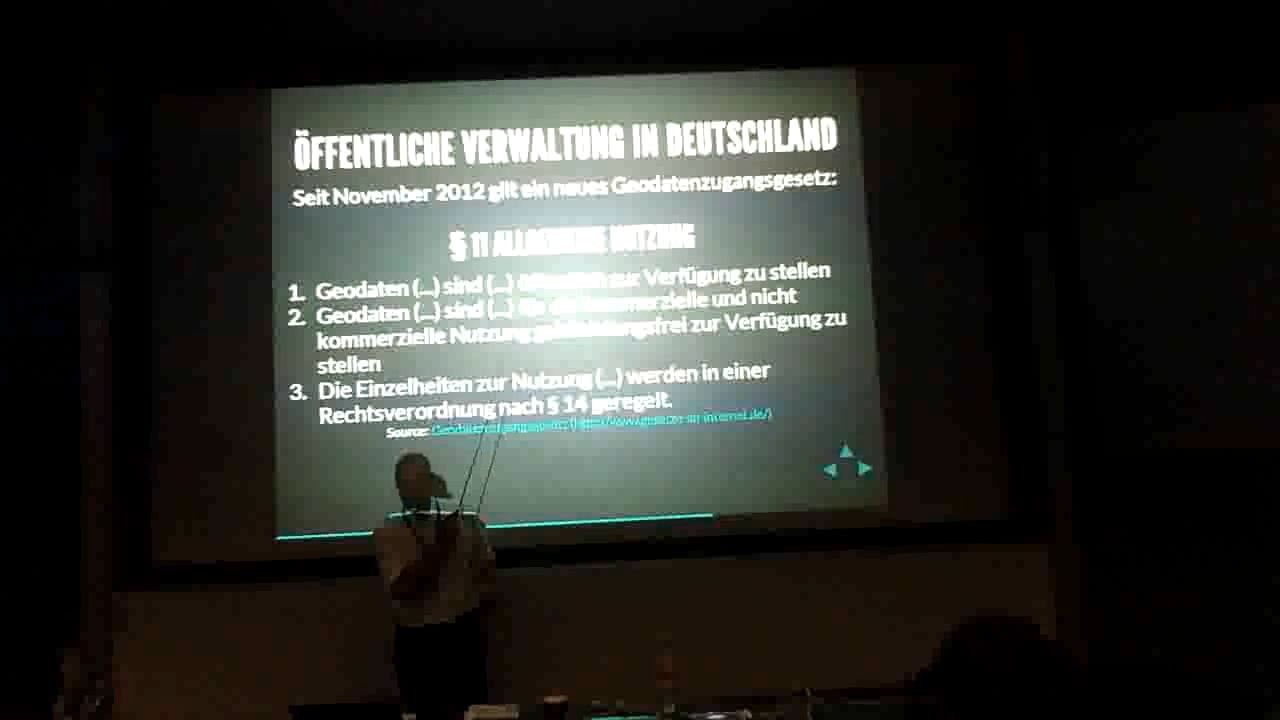 ÖFFENTLICHE VERWALTUNG IN DEUTSCHLAND
Seit November 2012 gilt ein neues Geodatenzugangsgesetz:
§ 11 ALLGEMEINE NUTZUNG
1. Geodaten (...) sind (...) öffentlich zur Verfügung zu stellen
2. Geodaten (...) sind (...) für die kommerzielle und nicht
kommerzielle Nutzung geldleistungsfrei zur Verfügung zu
stellen
3. Die Einzelheiten zur Nutzung (...) werden in einer
Rechtsverordnung nach § 14 geregelt.
Source: (http://www.gesetze-im-internet.de/)